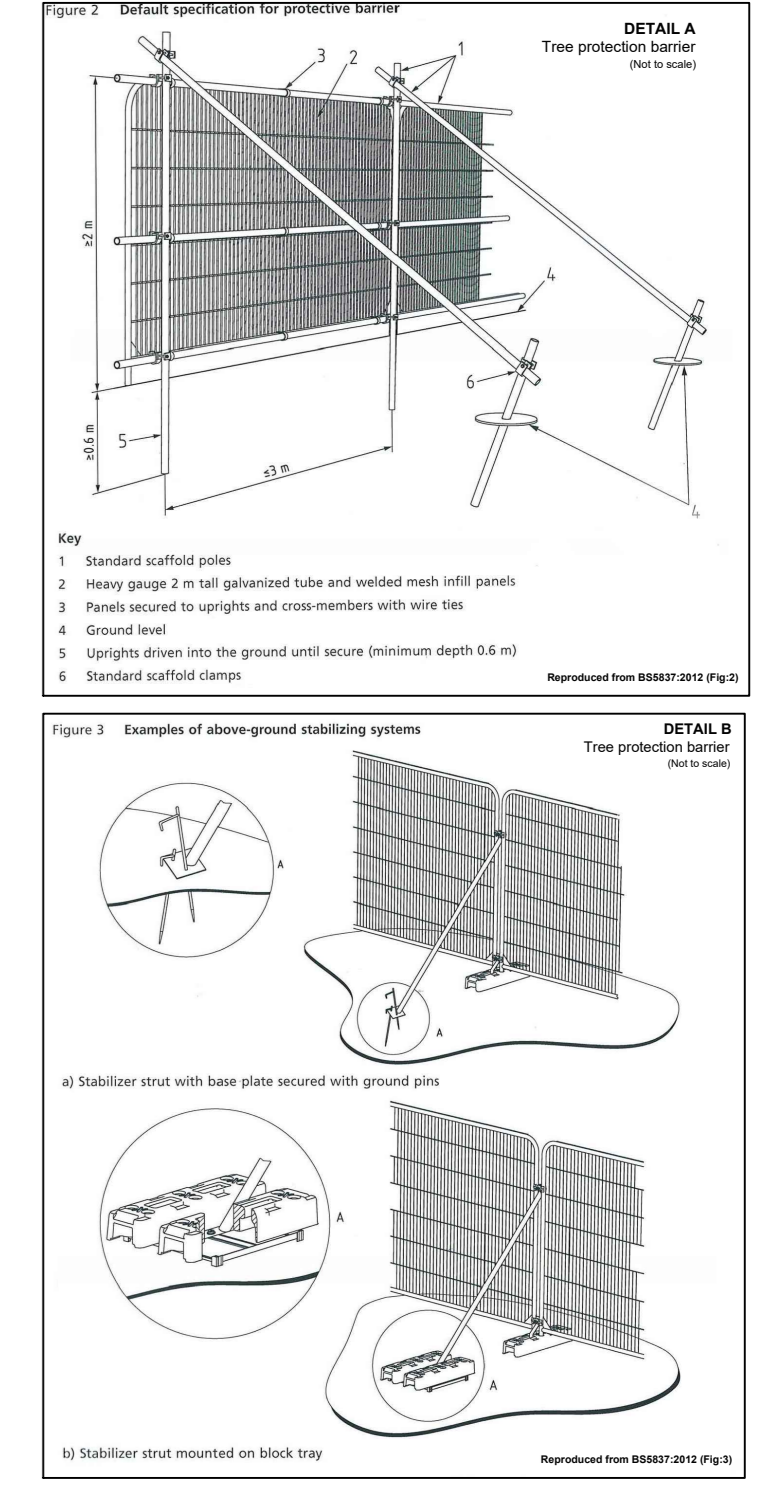 Figure 2 Default specification for protective barrier
DETAIL A
Tree protection barrier
(Not to scale)
1
3
2
≥2 m
4
6
≥0.6 m
5
≤3 m
4
Key
1 Standard scaffold poles
2 Heavy gauge 2 m tall galvanized tube and welded mesh infill panels
3 Panels secured to uprights and cross-members with wire ties
4 Ground level
5 Uprights driven into the ground until secure (minimum depth 0.6 m)
6 Standard scaffold clamps
Reproduced from BS5837:2012 (Fig:2)
Figure 3 Examples of above-ground stabilizing systems
DETAIL B
Tree protection barrier
(Not to scale)
A
A
a) Stabilizer strut with base plate secured with ground pins
A
A
b) Stabilizer strut mounted on block tray
Reproduced from BS5837:2012 (Fig:3)